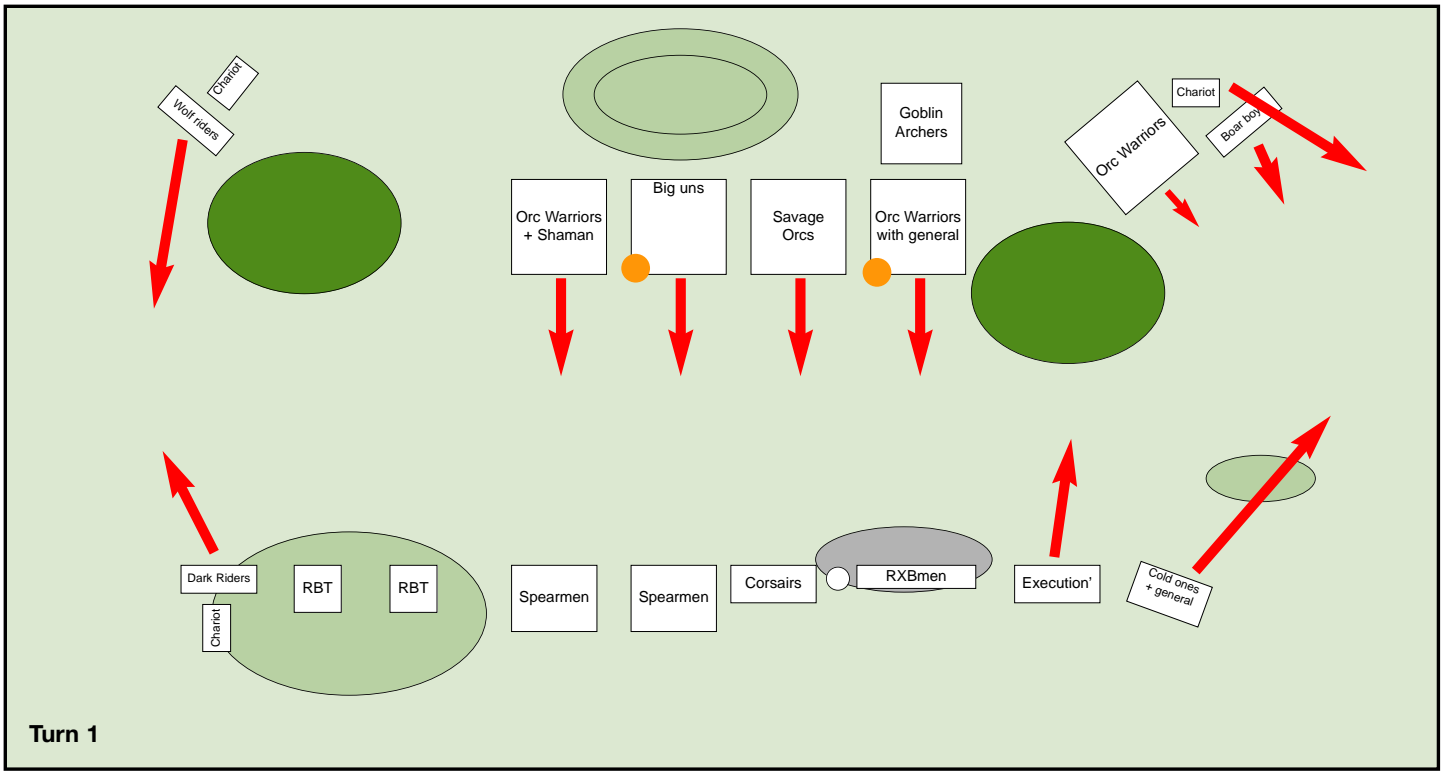 Chariot
Wolf riders
Goblin
Archers
Chariot
Boar boy
Orc Warriors
Orc Warriors
+ Shaman
Big uns
Savage
Orcs
Orc Warriors
with general
Dark Riders
Chariot
RBT
RBT
Spearmen
Spearmen
Corsairs
RXBmen
Execution’
Cold ones
+ general
Turn 1